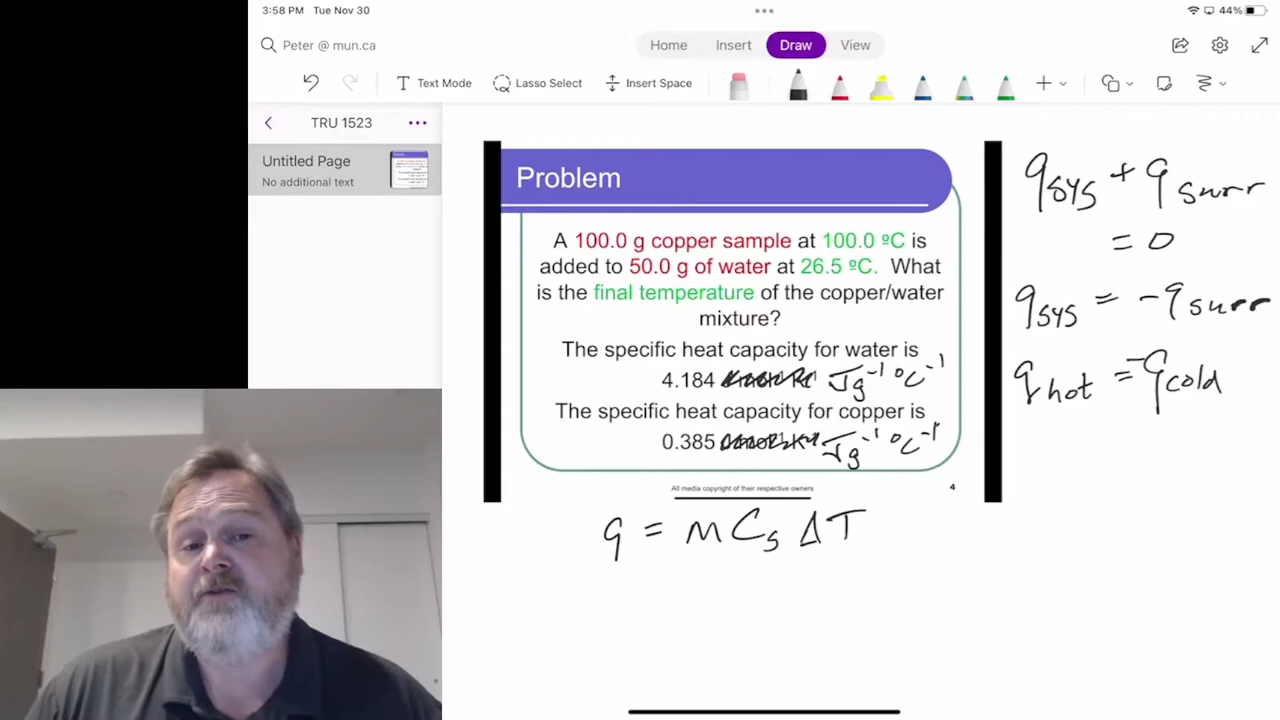 3:58 PM Tue Nov 30
44%
Peter @ mun.ca
Home Insert Draw View
Text Mode Lasso Select Insert Space
TRU 1523
Untitled Page
No additional text
Problem
A 100.0 g copper sample at 100.0 ºC is
added to 50.0 g of water at 26.5 ºC. What
is the final temperature of the copper/water
mixture?
The specific heat capacity for water is
4.184 Jg⁻¹ °C⁻¹
The specific heat capacity for copper is
0.385 Jg⁻¹ °C⁻¹
All media copyright of their respective owners
4
q = m Cs ΔT
qsys + qsurr
= 0
qsys = -qsurr
qhot = -qcold